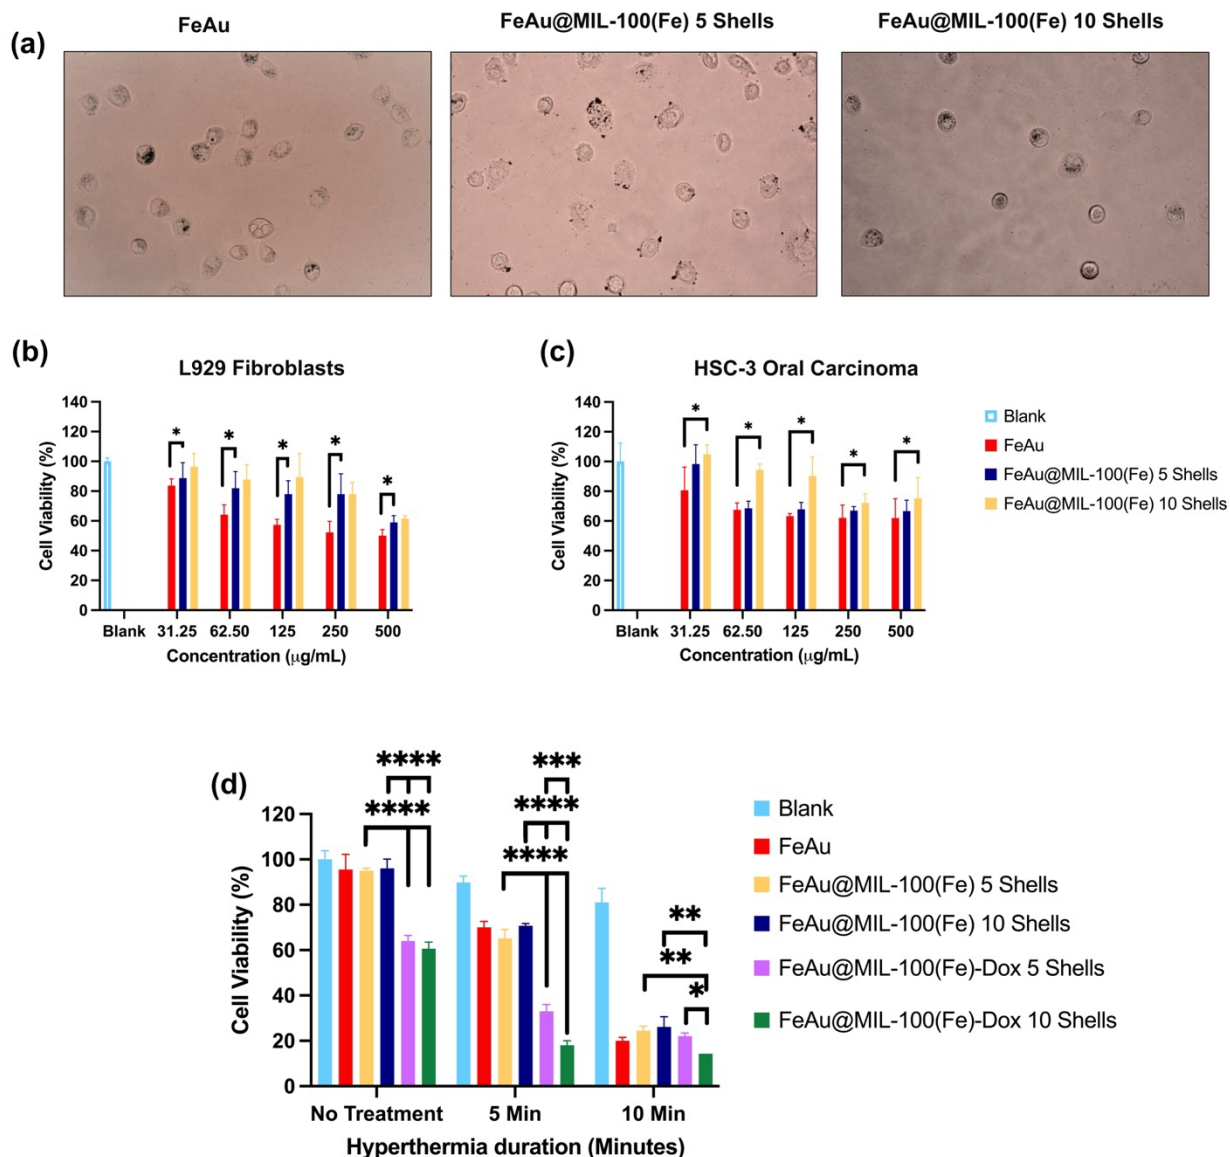 FeAu
FeAu@MIL-100(Fe) 5 Shells
FeAu@MIL-100(Fe) 10 Shells
(a)
(b)
L929 Fibroblasts
140
120
100
80
60
40
20
0
Cell Viability (%)
*
*
*
*
*
Blank
31.25
62.50
125
250
500
Concentration (μg/mL)
(c)
HSC-3 Oral Carcinoma
140
120
100
80
60
40
20
0
Cell Viability (%)
*
*
*
*
*
Blank
31.25
62.50
125
250
500
Concentration (μg/mL)
Blank
FeAu
FeAu@MIL-100(Fe) 5 Shells
FeAu@MIL-100(Fe) 10 Shells
(d)
120
100
80
60
40
20
0
Cell Viability (%)
****
****
***
****
****
**
**
*
No Treatment
5 Min
10 Min
Hyperthermia duration (Minutes)
Blank
FeAu
FeAu@MIL-100(Fe) 5 Shells
FeAu@MIL-100(Fe) 10 Shells
FeAu@MIL-100(Fe)-Dox 5 Shells
FeAu@MIL-100(Fe)-Dox 10 Shells